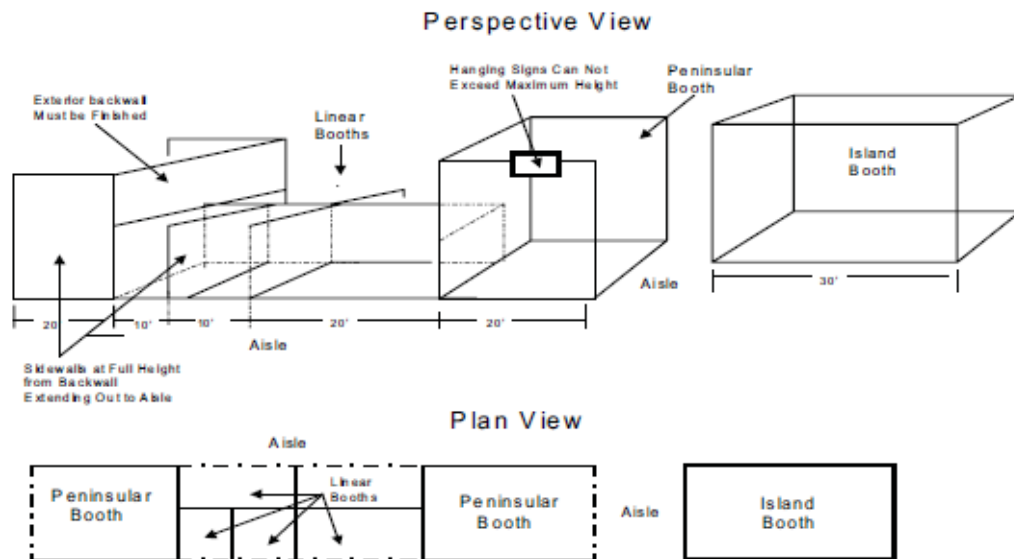 Perspective View
Hanging Signs Can Not
Exceed Maximum Height
Peninsular
Booth
Exterior backwall
Must be Finished
Linear
Booths
Island
Booth
Aisle
20'
10'
10'
20'
20'
30'
Aisle
Sidewalls at Full Height
from Backwall
Extending Out to Aisle
Plan View
Aisle
Peninsular
Booth
Linear
Booths
Peninsular
Booth
Aisle
Island
Booth